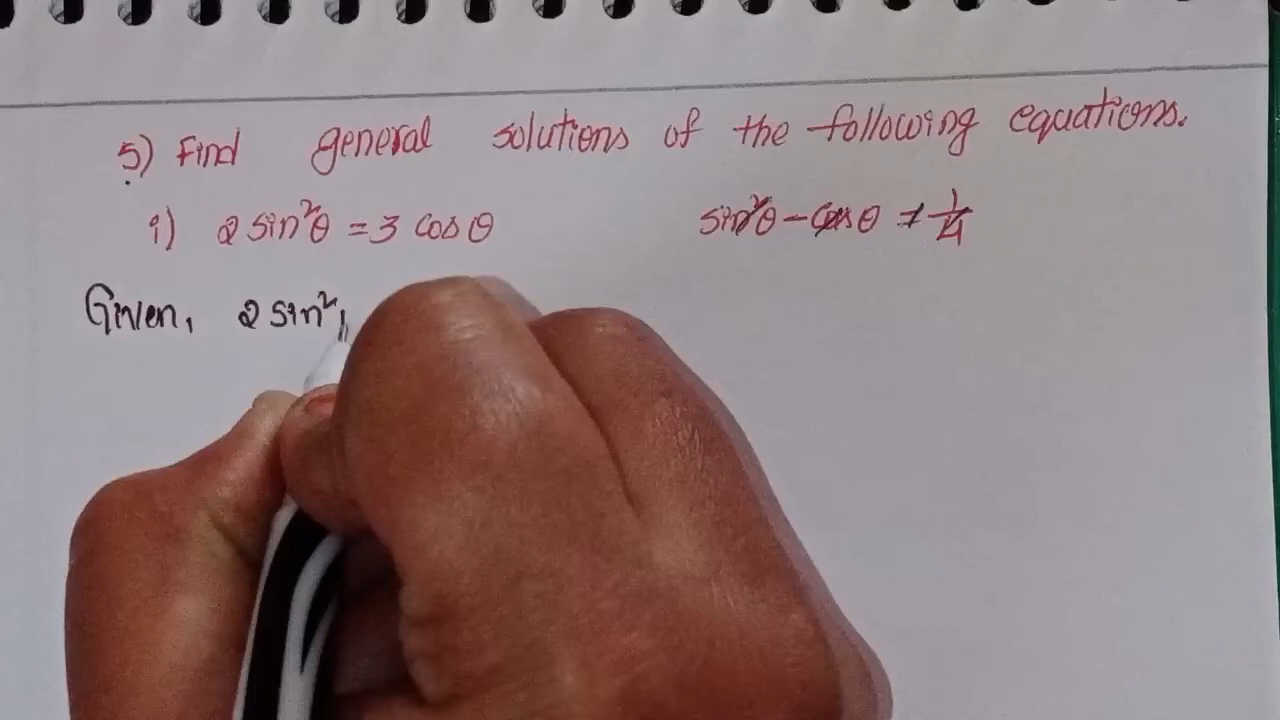 5) Find general solutions of the following equations.
i) 2 sin²θ = 3 cos θ
sin²θ - cos θ = 1/4
Given, 2 sin²